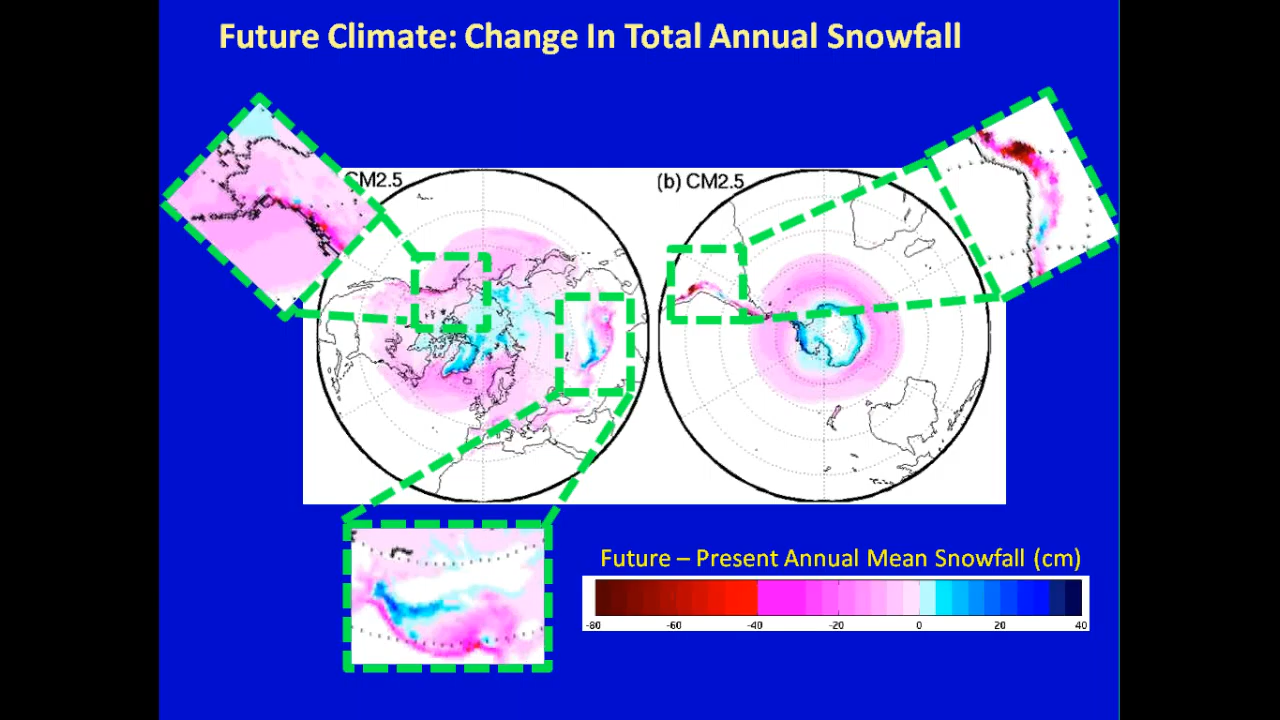 Future Climate: Change In Total Annual Snowfall
CM2.5
(b) CM2.5
Future – Present Annual Mean Snowfall (cm)
-80 -60 -40 -20 0 20 40